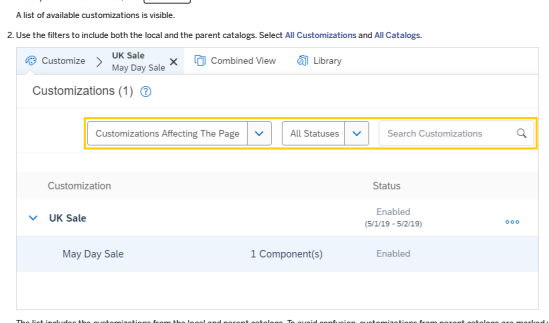 A list of available customizations is visible.
2. Use the filters to include both the local and the parent catalogs. Select All Customizations and All Catalogs.
Customize > UK Sale May Day Sale × Combined View Library
Customizations (1) ?
Customizations Affecting The Page All Statuses Search Customizations
Customization Status
UK Sale Enabled (5/1/19 - 5/2/19)
May Day Sale 1 Component(s) Enabled
The list includes the customizations from the local and parent catalogs. To avoid confusion, customizations from parent catalogs are marked